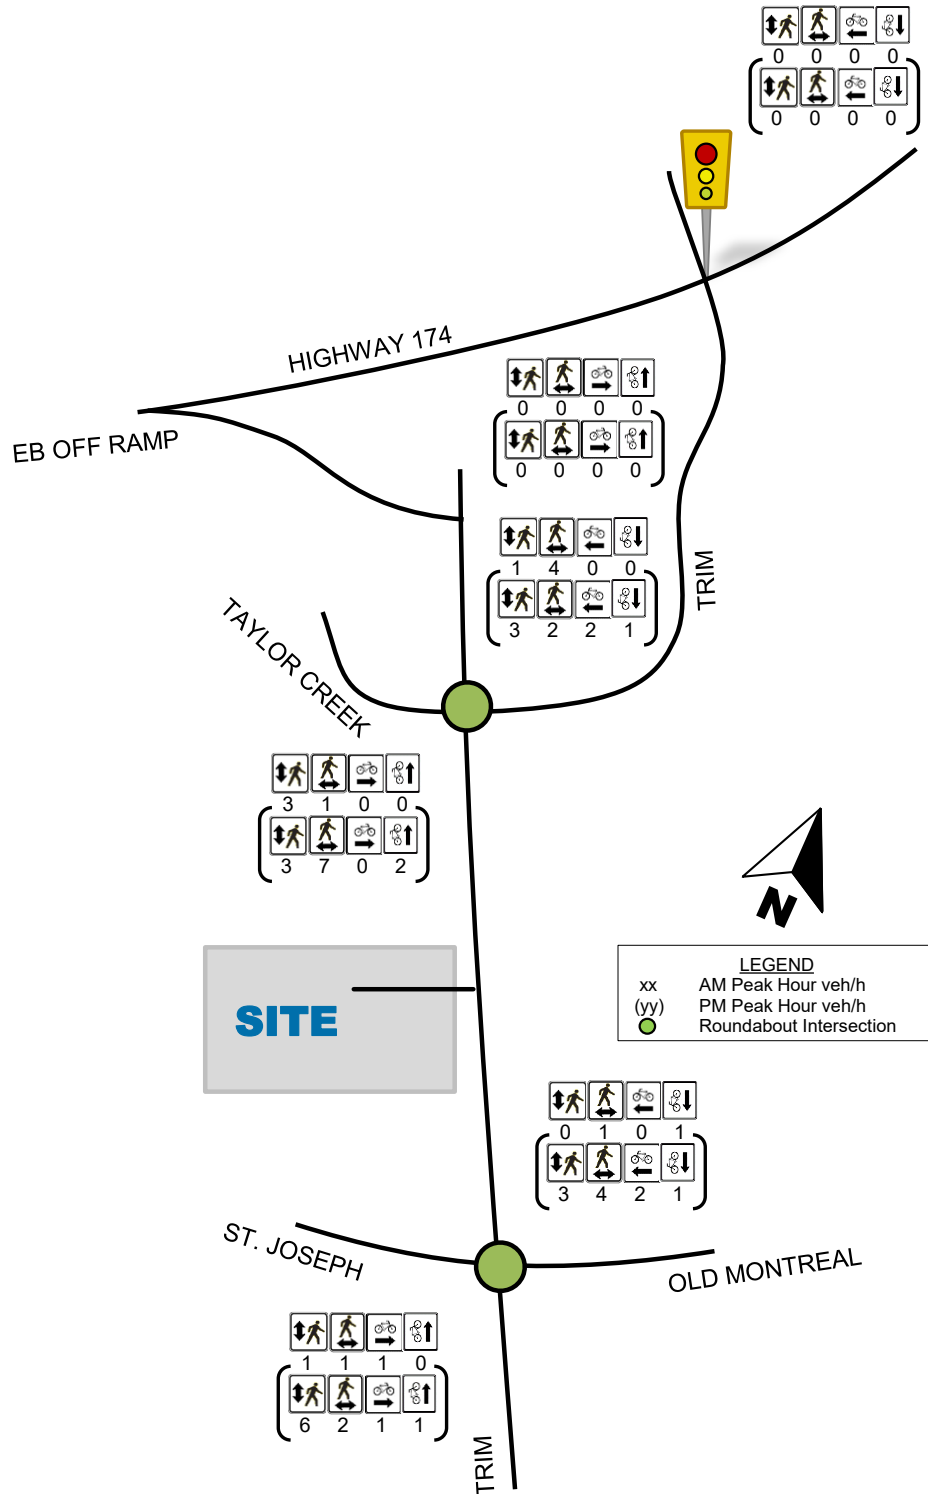 0 0 0 0
0 0 0 0
HIGHWAY 174
0 0 0 0
0 0 0 0
EB OFF RAMP
1 4 0 0
3 2 2 1
TRIM
TAYLOR CREEK
3 1 0 0
3 7 0 2
N
SITE
LEGEND
xx AM Peak Hour veh/h
(yy) PM Peak Hour veh/h
Roundabout Intersection
0 1 0 1
3 4 2 1
ST. JOSEPH
OLD MONTREAL
1 1 1 0
6 2 1 1
TRIM